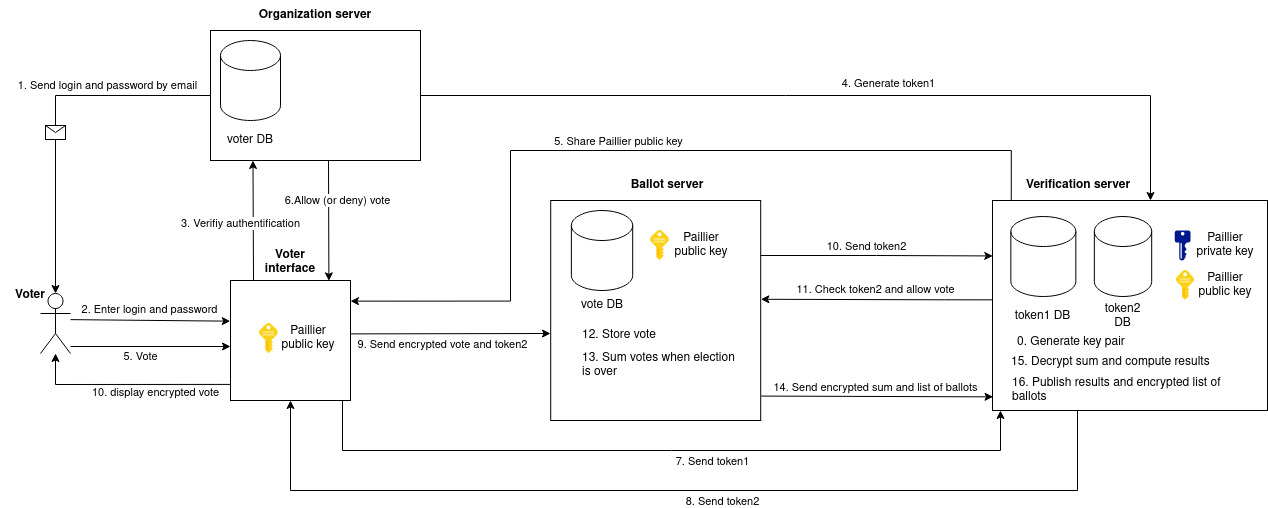 Organization server
1. Send login and password by email
4. Generate token1
voter DB
5. Share Paillier public key
Ballot server
Verification server
6.Allow (or deny) vote
3. Verifiy authentification
Voter
interface
Paillier
public key
10. Send token2
Paillier
private key
Paillier
public key
Voter
2. Enter login and password
vote DB
11. Check token2 and allow vote
token1 DB
token2
DB
Paillier
public key
9. Send encrypted vote and token2
12. Store vote
0. Generate key pair
5. Vote
13. Sum votes when election
is over
15. Decrypt sum and compute results
10. display encrypted vote
14. Send encrypted sum and list of ballots
16. Publish results and encrypted list of
ballots
7. Send token1
8. Send token2